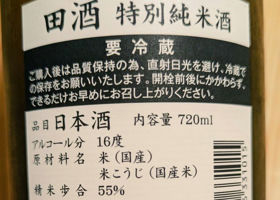 田酒 特別純米酒
要冷蔵
ご購入後は品質保持の為、直射日光を避け、冷蔵で
の保存をお願いいたします。開栓前後にかかわらず、
できるだけお早めにお召し上がりください。
品目 日本酒 内容量 720ml
アルコール分 16度
原材料名 米(国産)
米こうじ(国産米)
精米歩合 55%
5331015